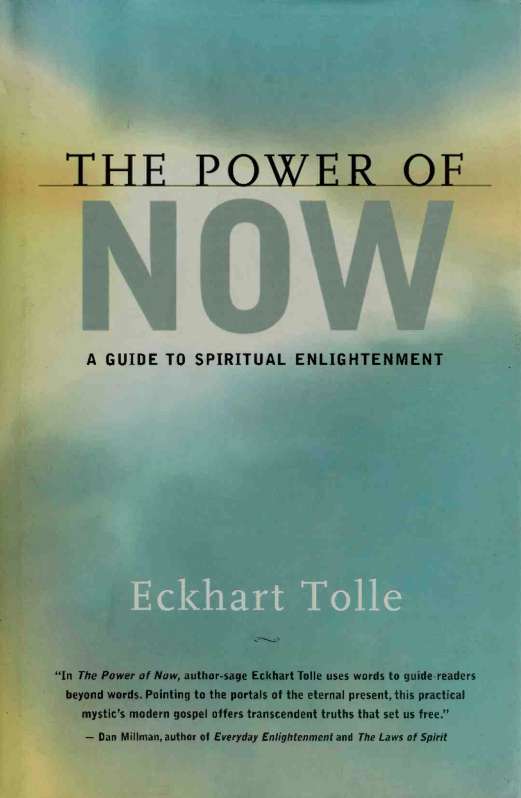 THE POWER OF
NOW
A GUIDE TO SPIRITUAL ENLIGHTENMENT
Eckhart Tolle
“In The Power of Now, author-sage Eckhart Tolle uses words to guide readers
beyond words. Pointing to the portals of the eternal present, this practical
mystic’s modern gospel offers transcendent truths that set us free.”
— Dan Millman, author of Everyday Enlightenment and The Laws of Spirit